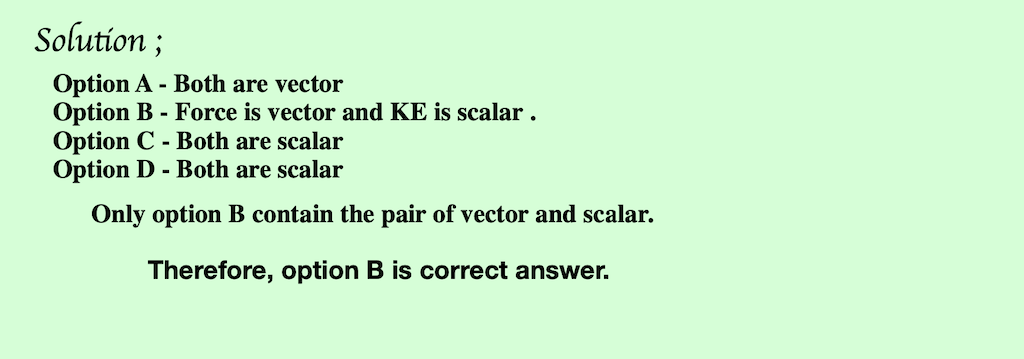 Solution ;
Option A - Both are vector
Option B - Force is vector and KE is scalar .
Option C - Both are scalar
Option D - Both are scalar
Only option B contain the pair of vector and scalar.
Therefore, option B is correct answer.